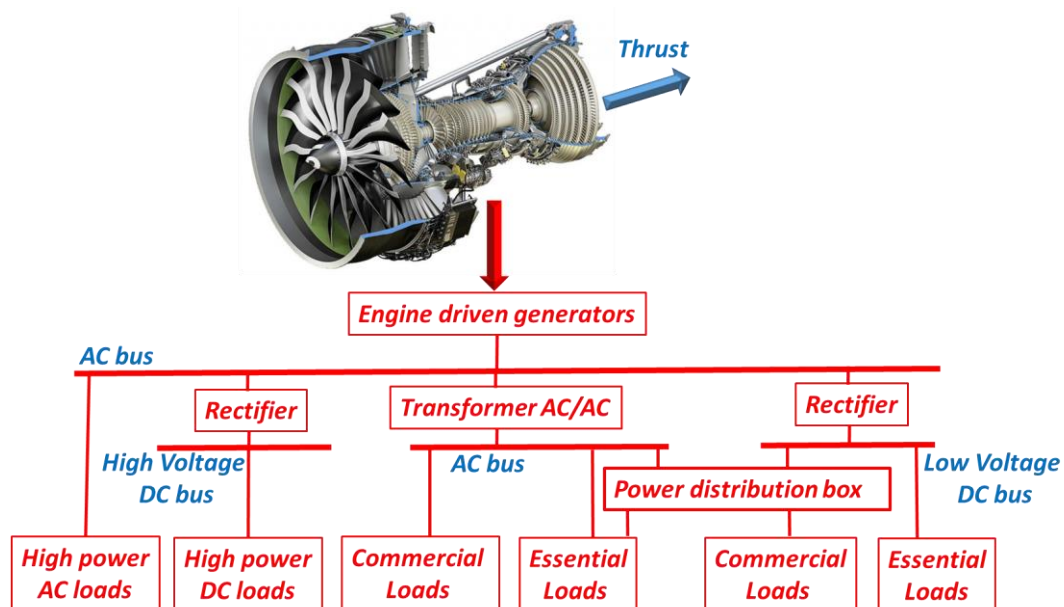 Thrust
Engine driven generators
AC bus
Rectifier
Transformer AC/AC
Rectifier
High Voltage
DC bus
AC bus
Low Voltage
DC bus
Power distribution box
High power
AC loads
High power
DC loads
Commercial
Loads
Essential
Loads
Commercial
Loads
Essential
Loads